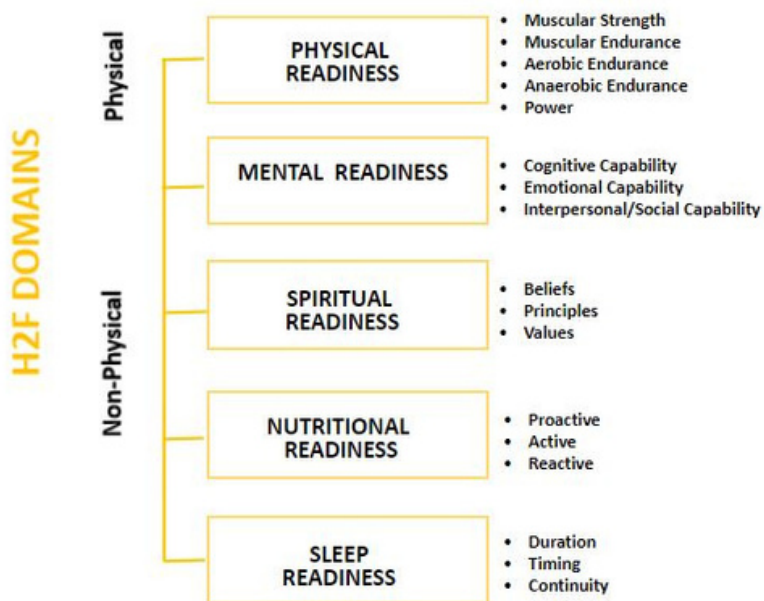 H2F DOMAINS
Physical
Non-Physical
PHYSICAL
READINESS
• Muscular Strength
• Muscular Endurance
• Aerobic Endurance
• Anaerobic Endurance
• Power
MENTAL READINESS
• Cognitive Capability
• Emotional Capability
• Interpersonal/Social Capability
SPIRITUAL
READINESS
• Beliefs
• Principles
• Values
NUTRITIONAL
READINESS
• Proactive
• Active
• Reactive
SLEEP
READINESS
• Duration
• Timing
• Continuity